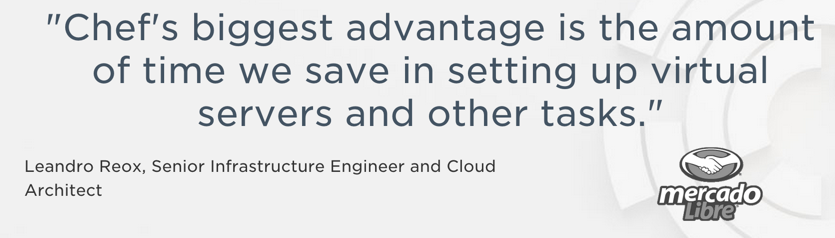 "Chef's biggest advantage is the amount
of time we save in setting up virtual
servers and other tasks."
Leandro Reox, Senior Infrastructure Engineer and Cloud
Architect
mercado
Libre